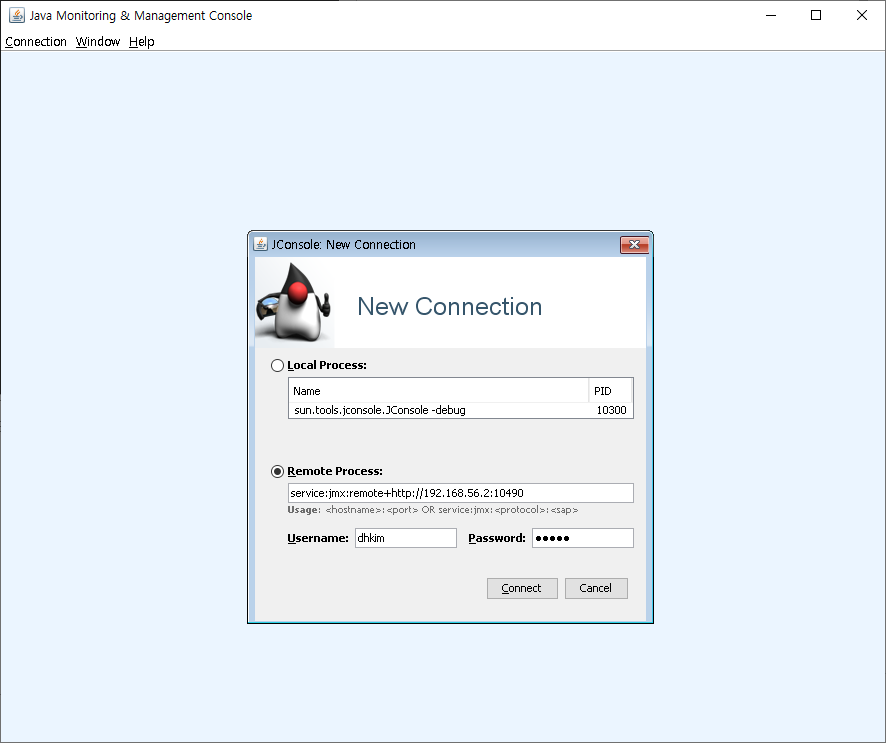 Java Monitoring & Management Console
Connection Window Help
JConsole: New Connection
New Connection
Local Process:
Name PID
sun.tools.jconsole.JConsole -debug 10300
Remote Process:
service:jmx:remote+http://192.168.56.2:10490
Usage: <hostname>:<port> OR service:jmx:<protocol>:<sap>
Username: dhkim Password: •••••
Connect Cancel